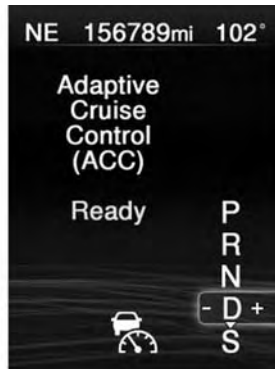 NE 156789mi 102°
Adaptive
Cruise
Control
(ACC)
Ready
P
R
N
- D +
S